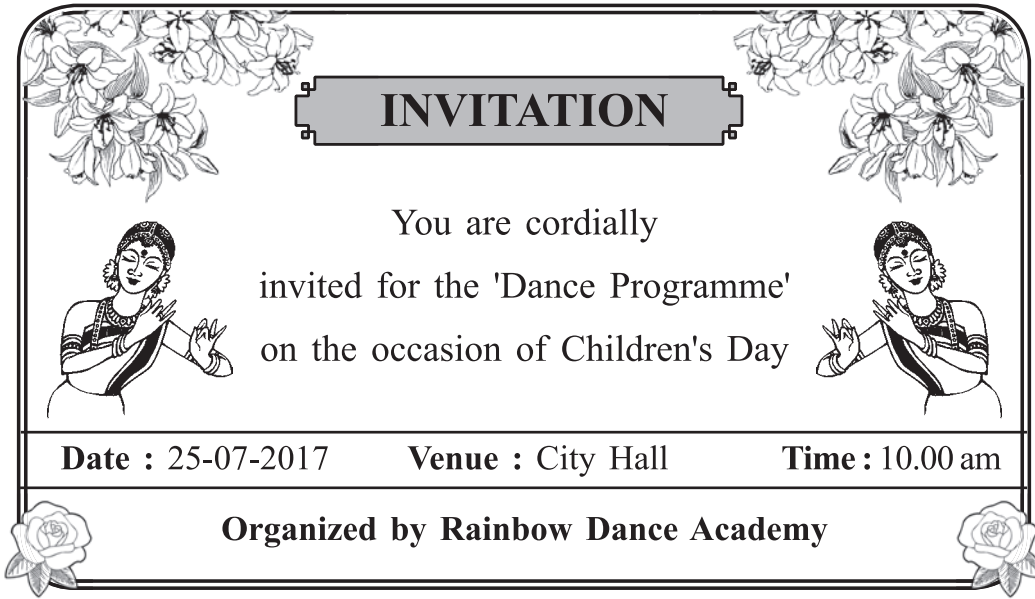 INVITATION
You are cordially
invited for the 'Dance Programme'
on the occasion of Children's Day
Date : 25-07-2017 Venue : City Hall Time : 10.00 am
Organized by Rainbow Dance Academy